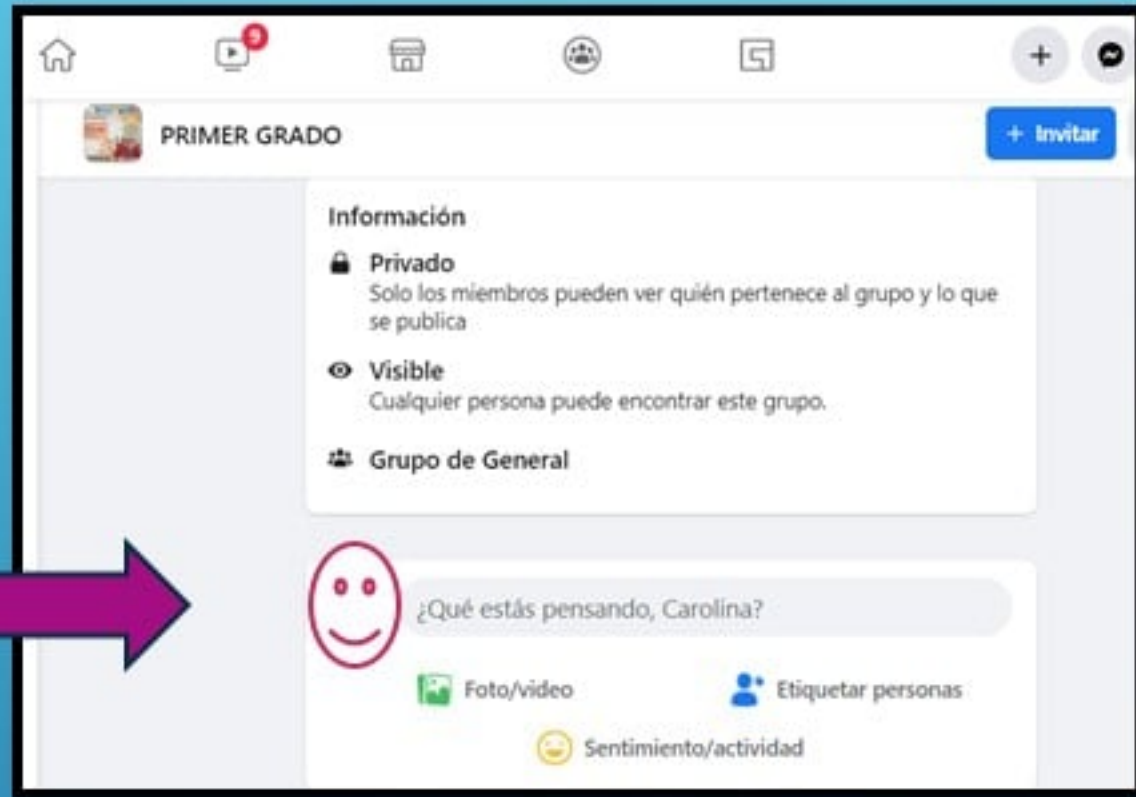 9
PRIMER GRADO
+ Invitar
Información
Privado
Solo los miembros pueden ver quién pertenece al grupo y lo que
se publica
Visible
Cualquier persona puede encontrar este grupo.
Grupo de General
¿Qué estás pensando, Carolina?
Foto/video
Etiquetar personas
Sentimiento/actividad